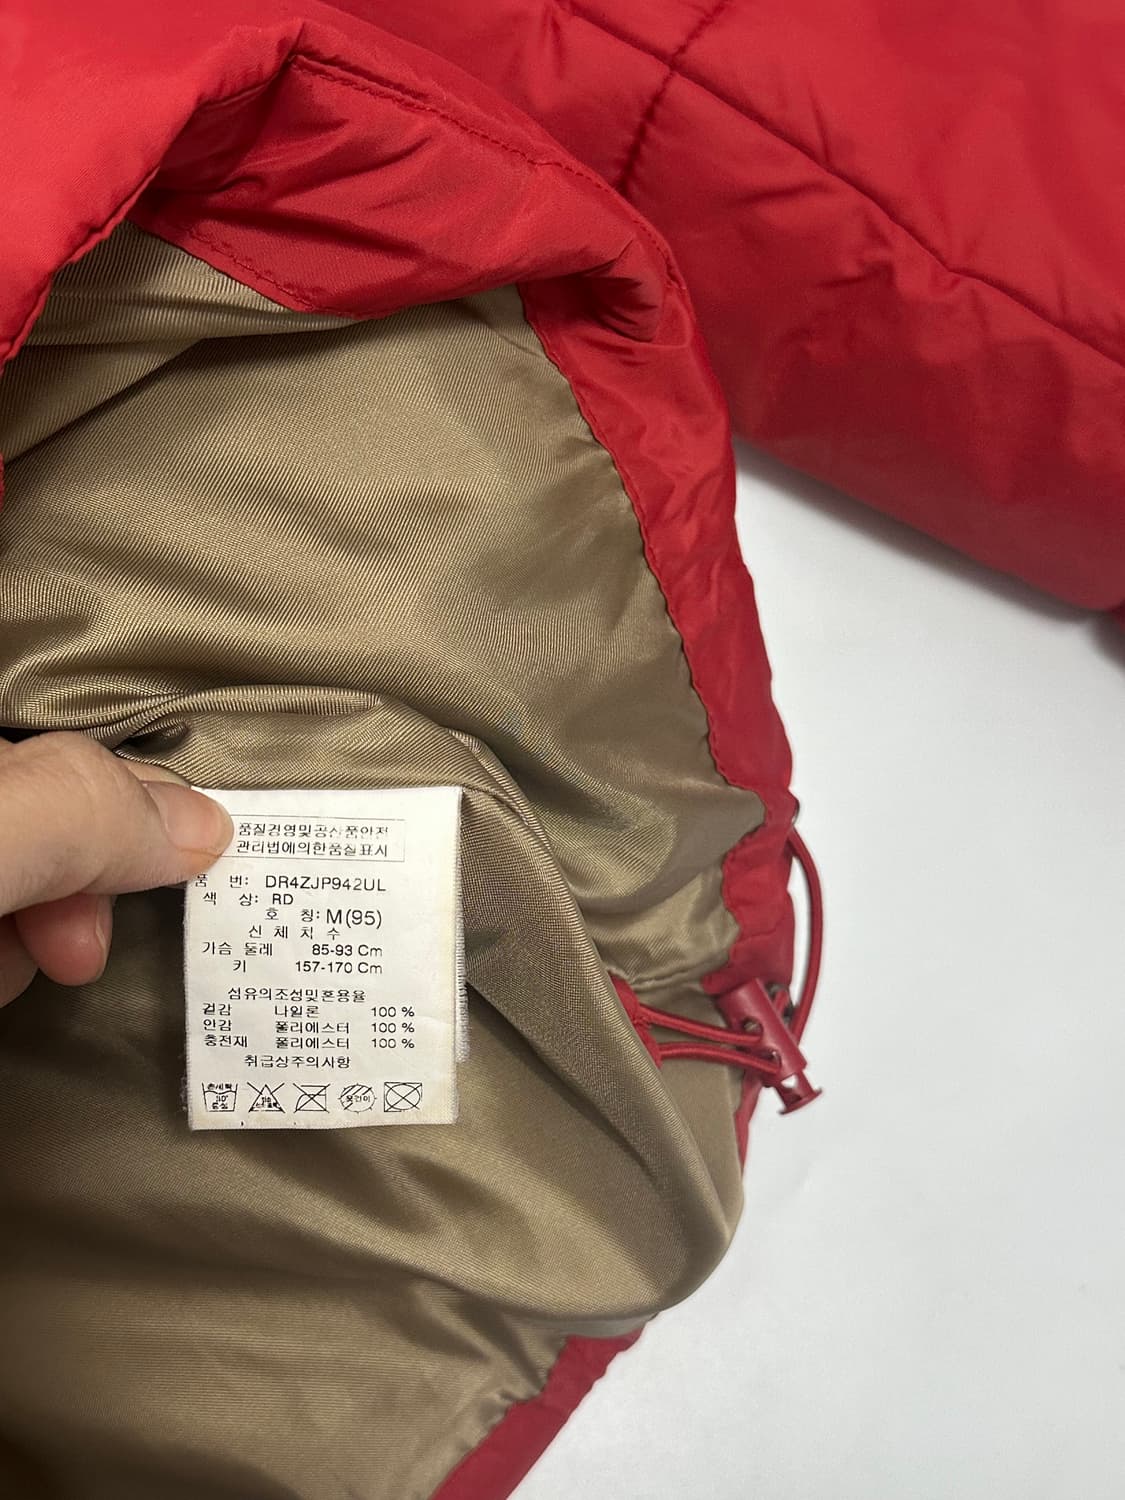 품질경영및공산품안전
관리법에의한품질표시
품 번: DR4ZJP942UL
색 상: RD
호 칭: M(95)
신 체 치 수
가슴 둘레 85-93 Cm
키 157-170 Cm
섬유의조성및혼용율
겉감 나일론 100 %
안감 폴리에스터 100 %
충전재 폴리에스터 100 %
취급상주의사항